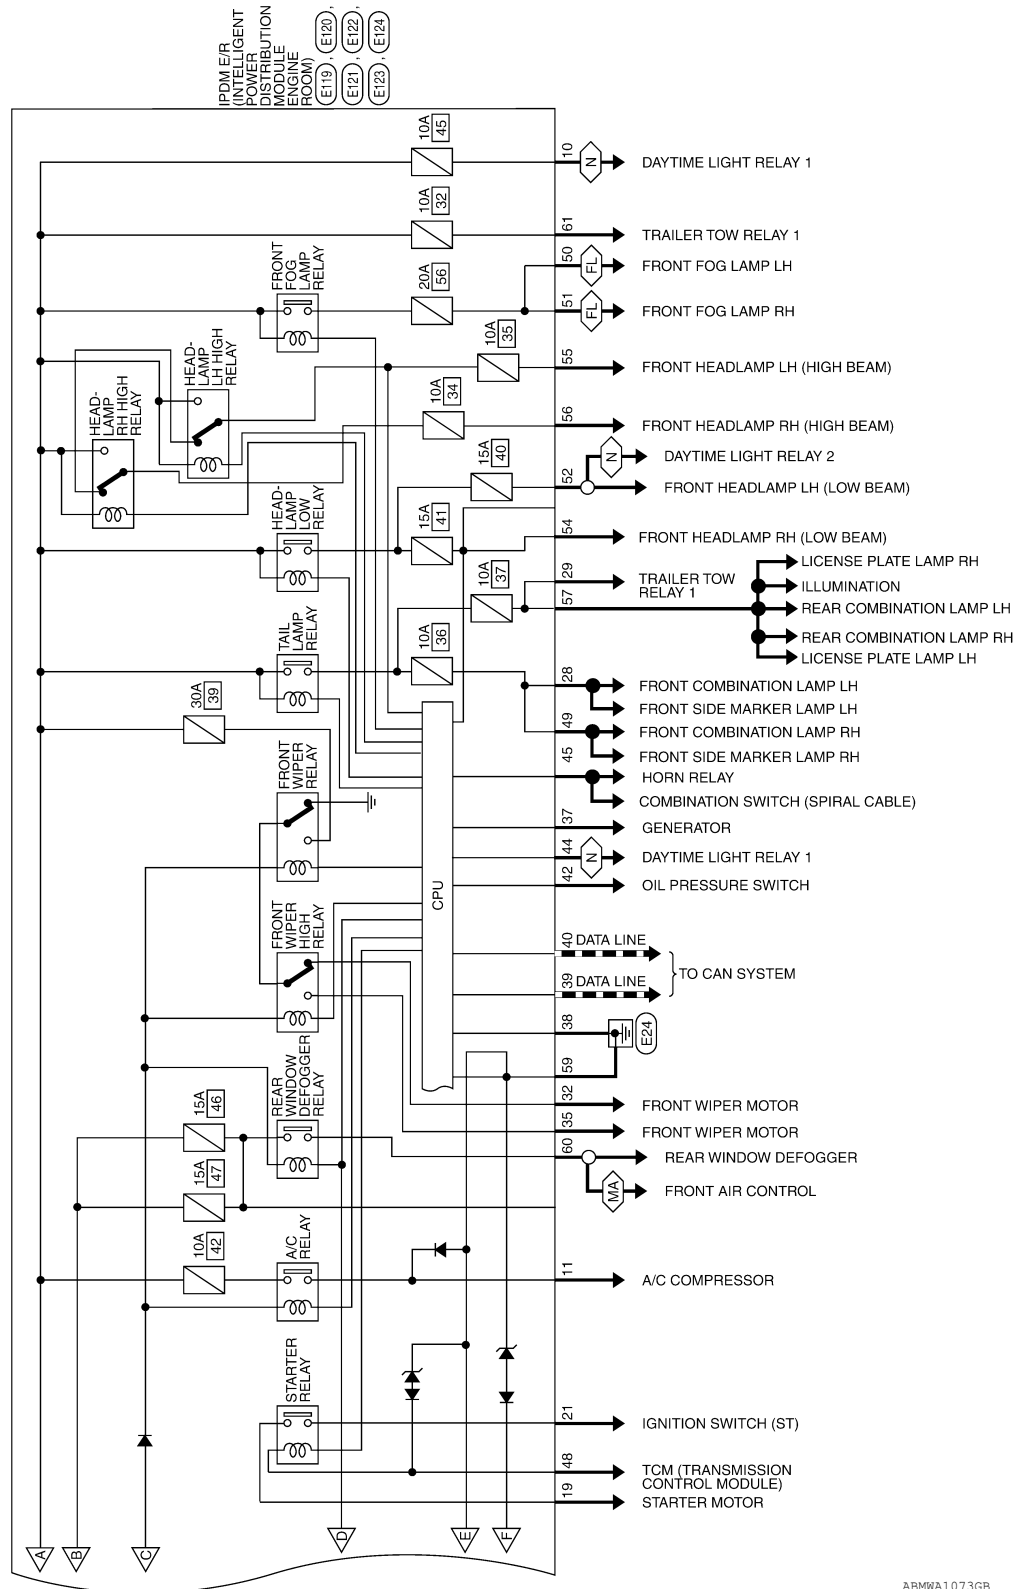 IPDM E/R
(INTELLIGENT
POWER
DISTRIBUTION
MODULE
ENGINE
ROOM)
E119 , E120 ,
E121 , E122 ,
E123 , E124
10A
45
10
N
DAYTIME LIGHT RELAY 1
10A
32
61
TRAILER TOW RELAY 1
FRONT
FOG
LAMP
RELAY
20A
56
50
FL
FRONT FOG LAMP LH
51
FL
FRONT FOG LAMP RH
HEAD-
LAMP
LH HIGH
RELAY
10A
35
55
FRONT HEADLAMP LH (HIGH BEAM)
HEAD-
LAMP
RH HIGH
RELAY
10A
34
56
FRONT HEADLAMP RH (HIGH BEAM)
15A
40
52
N
DAYTIME LIGHT RELAY 2
FRONT HEADLAMP LH (LOW BEAM)
HEAD-
LAMP
LOW
RELAY
15A
41
54
FRONT HEADLAMP RH (LOW BEAM)
10A
37
29
TRAILER TOW
RELAY 1
57
LICENSE PLATE LAMP RH
ILLUMINATION
REAR COMBINATION LAMP LH
REAR COMBINATION LAMP RH
LICENSE PLATE LAMP LH
TAIL
LAMP
RELAY
10A
36
28
FRONT COMBINATION LAMP LH
FRONT SIDE MARKER LAMP LH
30A
39
49
FRONT COMBINATION LAMP RH
FRONT SIDE MARKER LAMP RH
FRONT
WIPER
RELAY
45
HORN RELAY
COMBINATION SWITCH (SPIRAL CABLE)
37
GENERATOR
44
N
DAYTIME LIGHT RELAY 1
42
OIL PRESSURE SWITCH
CPU
FRONT
WIPER
HIGH
RELAY
40
DATA LINE
39
DATA LINE
TO CAN SYSTEM
38
E24
59
REAR
WINDOW
DEFOGGER
RELAY
32
FRONT WIPER MOTOR
35
FRONT WIPER MOTOR
15A
46
60
REAR WINDOW DEFOGGER
MA
FRONT AIR CONTROL
15A
47
10A
42
A/C
RELAY
11
A/C COMPRESSOR
STARTER
RELAY
21
IGNITION SWITCH (ST)
48
TCM (TRANSMISSION
CONTROL MODULE)
19
STARTER MOTOR
A
B
C
D
E
F
ABMWA1073GB